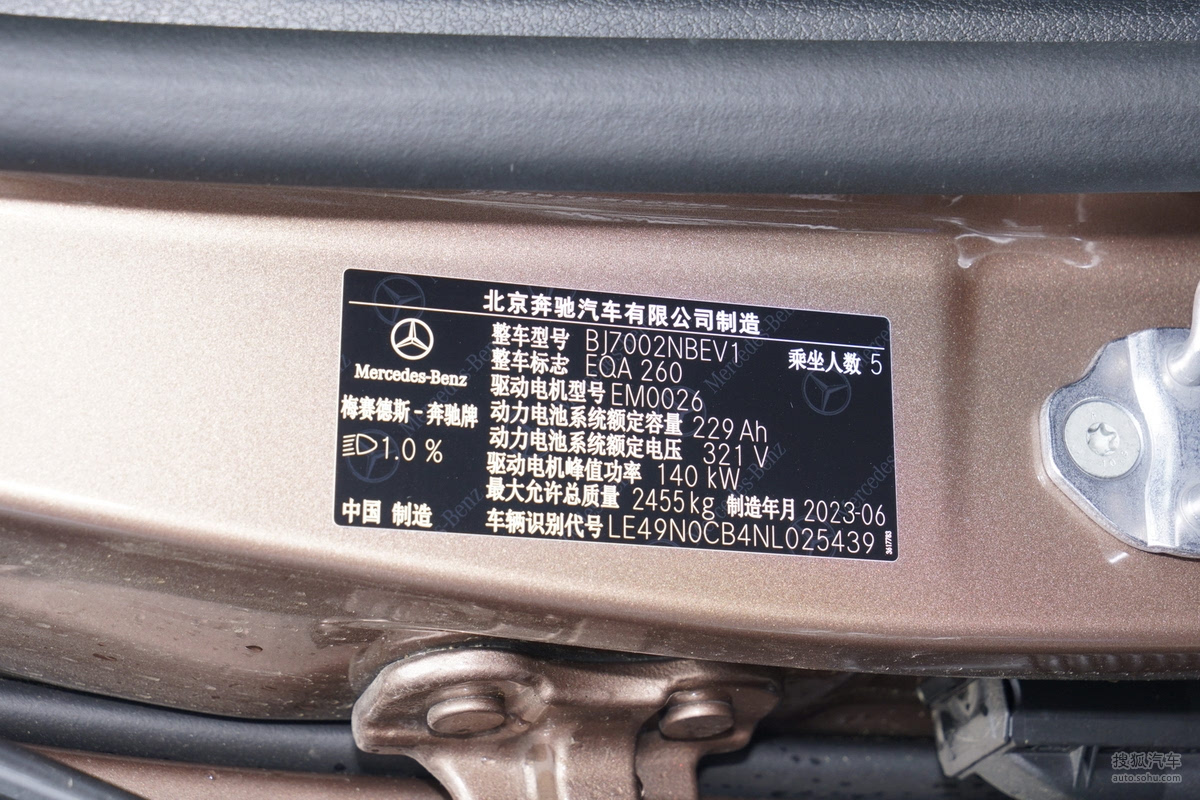 北京奔驰汽车有限公司制造
Mercedes-Benz
梅赛德斯-奔驰牌
1.0 %
中国 制造
整车型号 BJ7002NBEV1 乘坐人数 5
整车标志 EQA 260
驱动电机型号 EM0026
动力电池系统额定容量 229 Ah
动力电池系统额定电压 321 V
驱动电机峰值功率 140 kW
最大允许总质量 2455kg 制造年月 2023-06
车辆识别代号 LE49N0CB4NL025439
3617783
搜狐汽车
auto.sohu.com